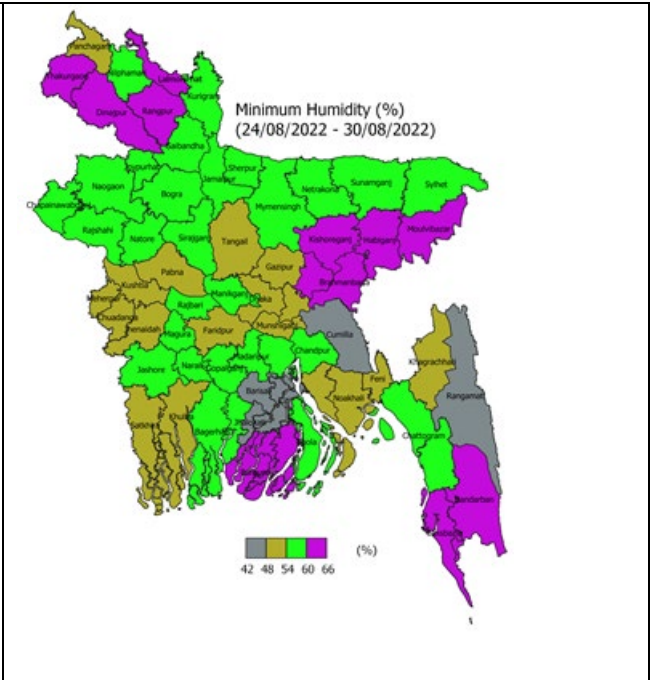 Panchagarh
Nilphamari
Thakurgaon
Lalmonirhat
Kurigram
Dinajpur
Rangpur
Minimum Humidity (%)
(24/08/2022 - 30/08/2022)
Gaibandha
Joypurhat
Sherpur
Jamalpur
Naogaon
Bogra
Netrakona
Sunamganj
Sylhet
Chapainawabganj
Mymensingh
Rajshahi
Natore
Sirajganj
Tangail
Kishoreganj
Habiganj
Moulvibazar
Gazipur
Pabna
Brahmanbaria
Kushtia
Meherpur
Manikganj
Dhaka
Rajbari
Chuadanga
Jhenaidah
Magura
Faridpur
Munshiganj
Cumilla
Madaripur
Chandpur
Jashore
Narail
Gopalganj
Khagrachhari
Feni
Barisal
Noakhali
Rangamati
Satkhira
Khulna
Bagerhat
Jhalokati
Bhola
Chattogram
Bandarban
(%)
42 48 54 60 66